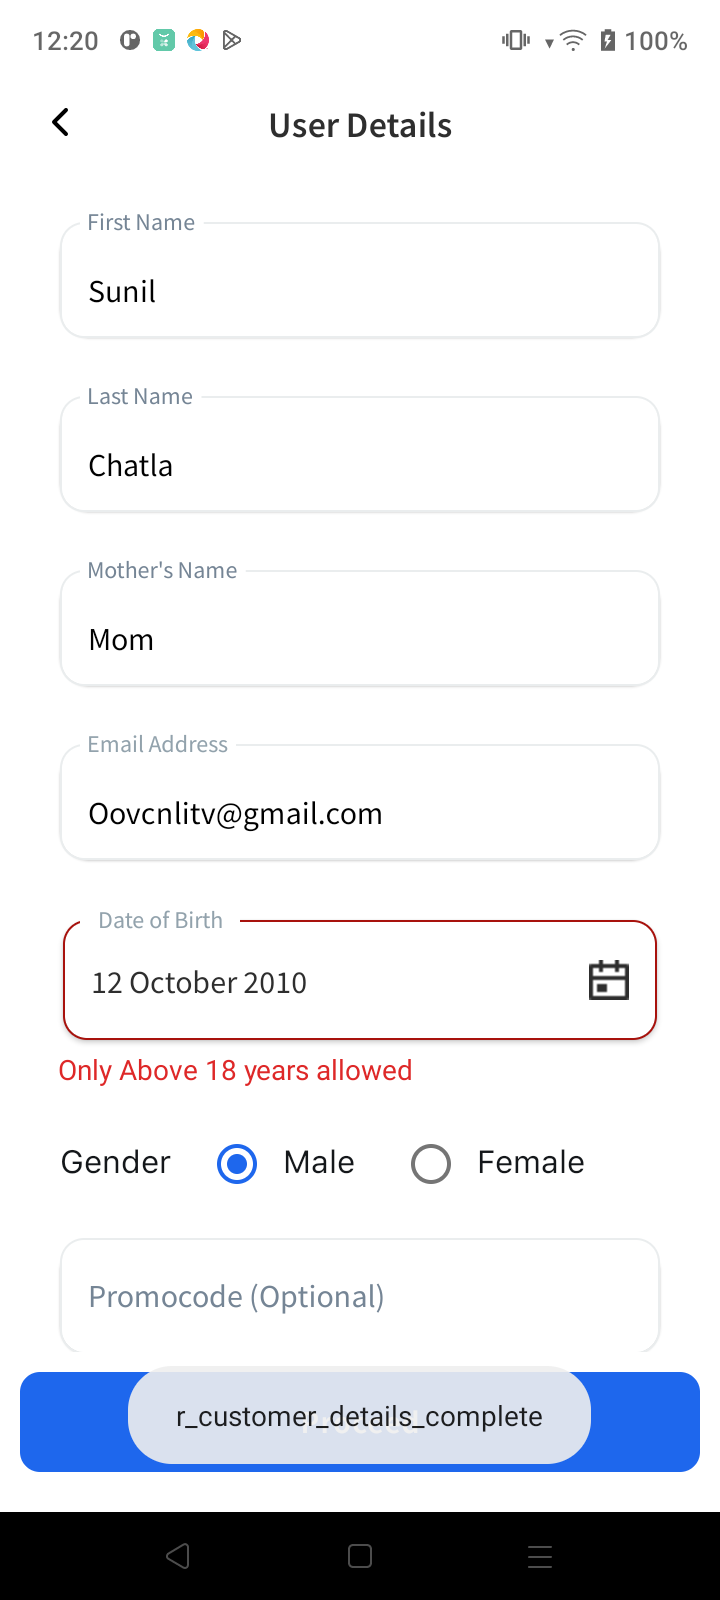 12:20
100%
User Details
First Name
Sunil
Last Name
Chatla
Mother's Name
Mom
Email Address
Oovcnlitv@gmail.com
Date of Birth
12 October 2010
Only Above 18 years allowed
Gender Male Female
Promocode (Optional)
Proceed
r_customer_details_complete